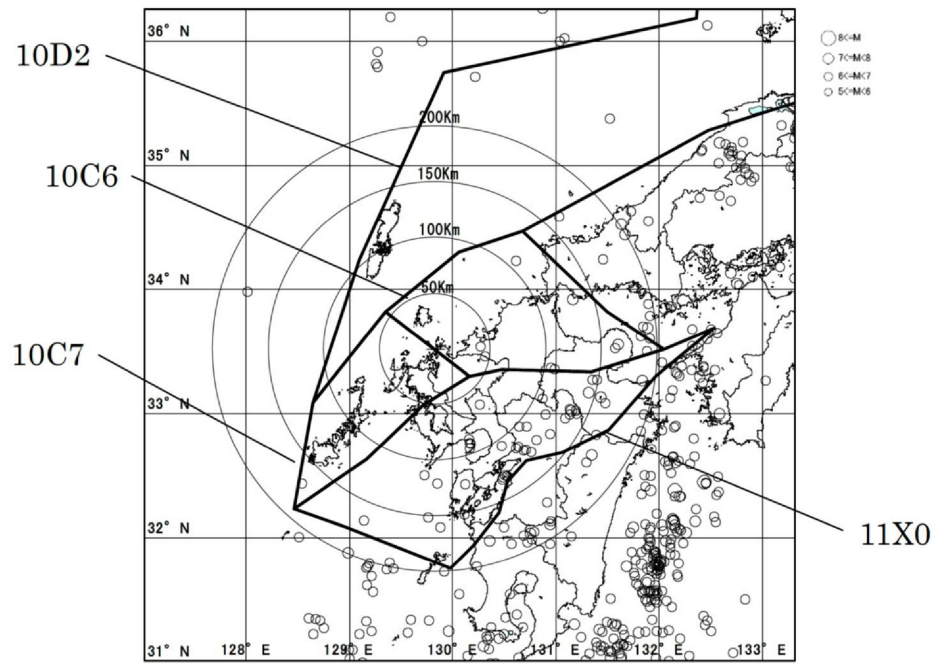 36° N
8<=M
7<=M<8
6<=M<7
5<=M<6
10D2
200Km
35° N
150Km
10C6
100Km
34° N
50Km
10C7
33° N
32° N
11X0
31° N
128° E
129° E
130° E
131° E
132° E
133° E